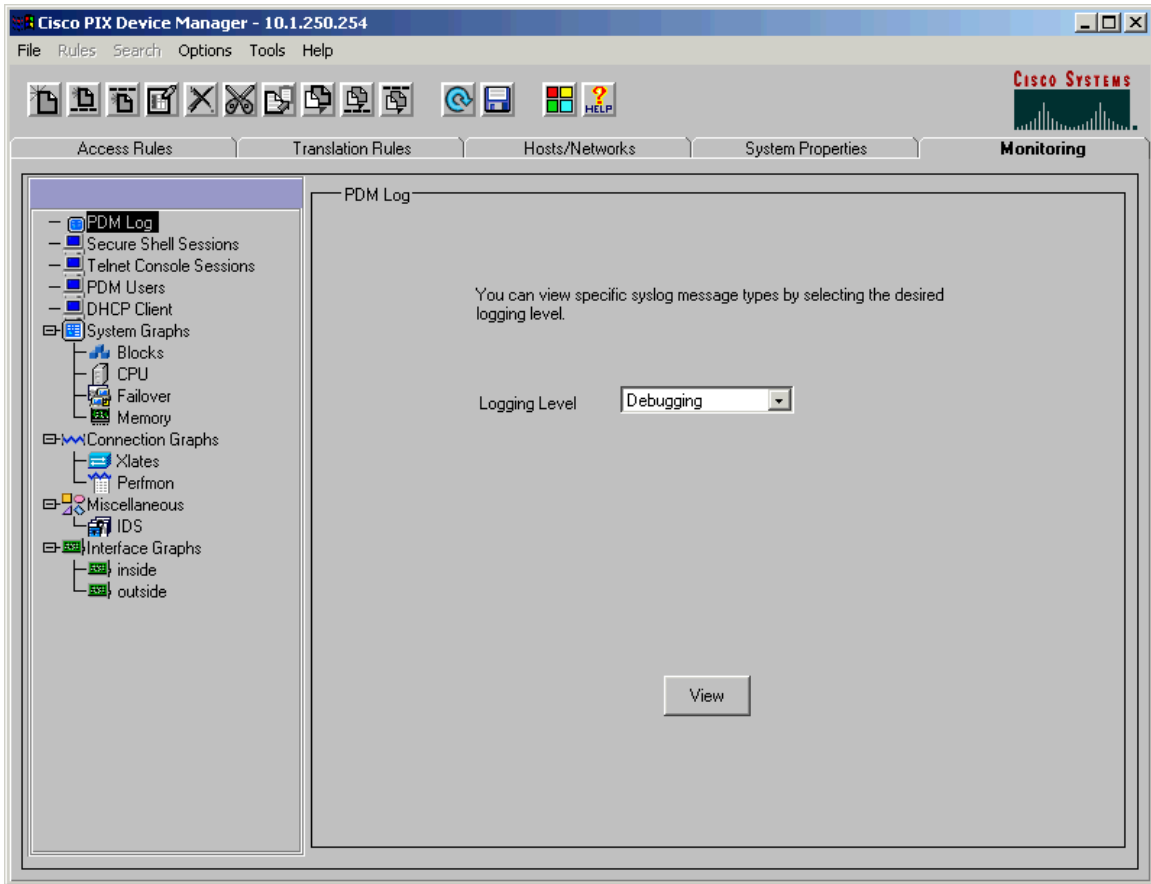 Cisco PIX Device Manager - 10.1.250.254
File Rules Search Options Tools Help
HELP
CISCO SYSTEMS
Access Rules Translation Rules Hosts/Networks System Properties Monitoring
PDM Log
Secure Shell Sessions
Telnet Console Sessions
PDM Users
DHCP Client
System Graphs
Blocks
CPU
Failover
Memory
Connection Graphs
Xlates
Perfmon
Miscellaneous
IDS
Interface Graphs
inside
outside
PDM Log
You can view specific syslog message types by selecting the desired
logging level.
Logging Level Debugging
View